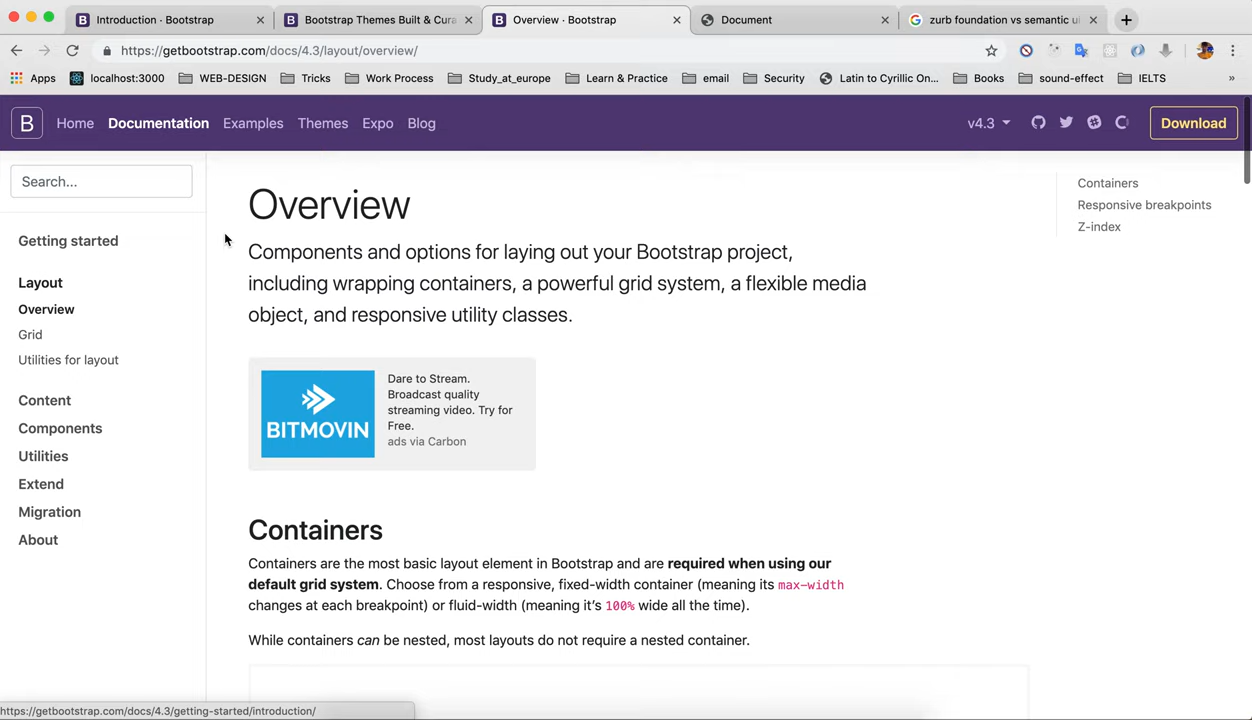 Introduction · Bootstrap
Bootstrap Themes Built & Cura
Overview · Bootstrap
Document
zurb foundation vs semantic ui
https://getbootstrap.com/docs/4.3/layout/overview/
Apps
localhost:3000
WEB-DESIGN
Tricks
Work Process
Study_at_europe
Learn & Practice
email
Security
Latin to Cyrillic On...
Books
sound-effect
IELTS
»
B
Home
Documentation
Examples
Themes
Expo
Blog
v4.3
Download
Search...
Getting started
Layout
Overview
Grid
Utilities for layout
Content
Components
Utilities
Extend
Migration
About
Overview
Components and options for laying out your Bootstrap project,
including wrapping containers, a powerful grid system, a flexible media
object, and responsive utility classes.
BITMOVIN
Dare to Stream.
Broadcast quality
streaming video. Try for
Free.
ads via Carbon
Containers
Containers are the most basic layout element in Bootstrap and are required when using our
default grid system. Choose from a responsive, fixed-width container (meaning its max-width
changes at each breakpoint) or fluid-width (meaning it's 100% wide all the time).
While containers can be nested, most layouts do not require a nested container.
Containers
Responsive breakpoints
Z-index
https://getbootstrap.com/docs/4.3/getting-started/introduction/